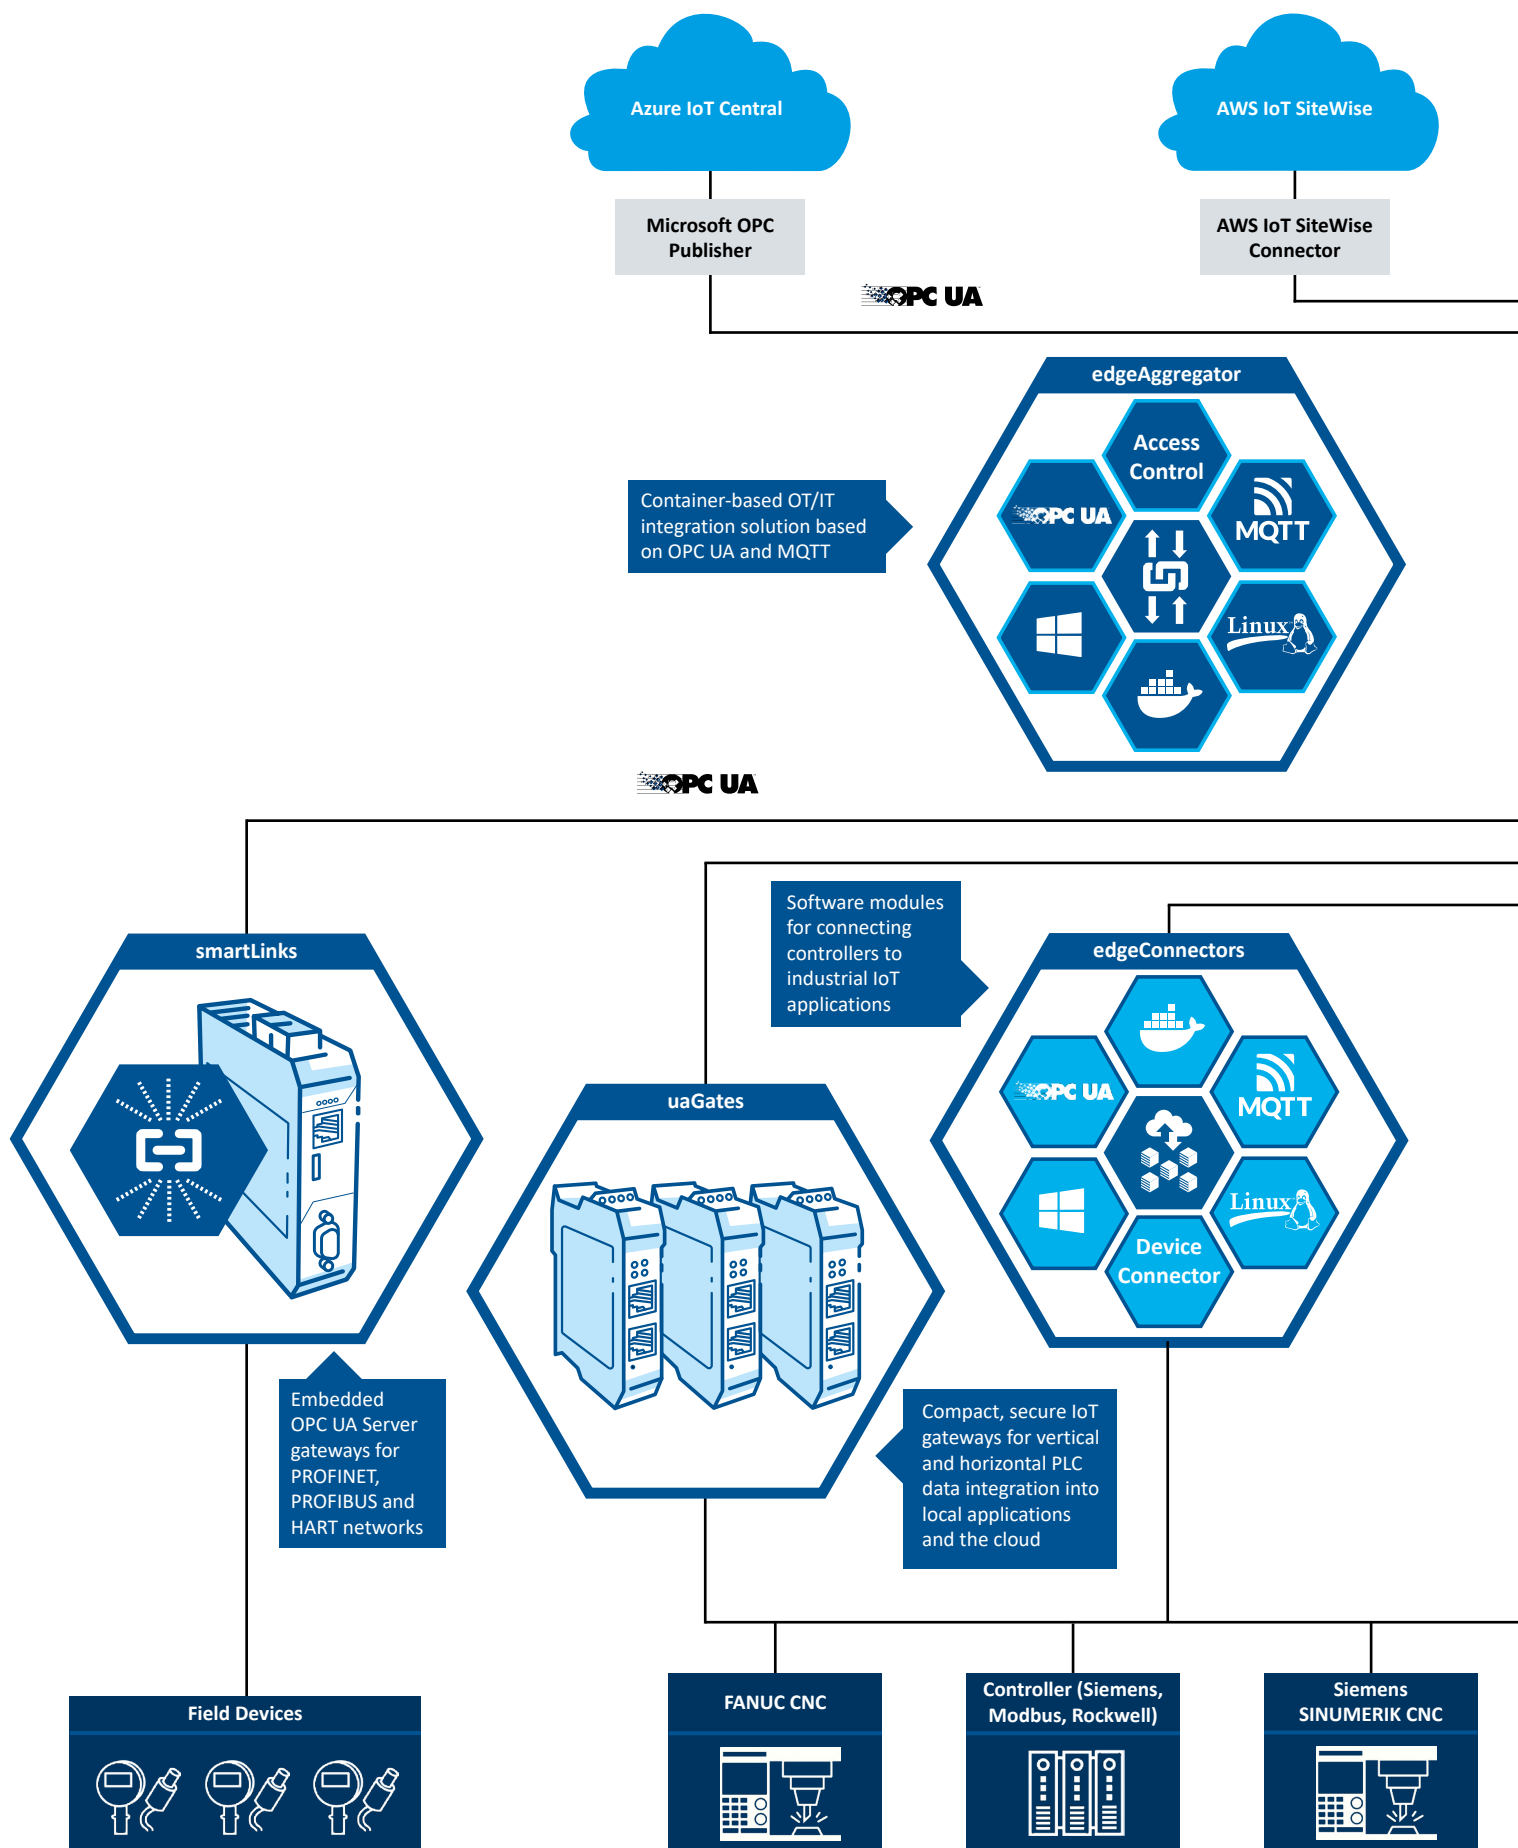 Azure IoT Central
AWS IoT SiteWise
Microsoft OPC
Publisher
AWS IoT SiteWise
Connector
OPC UA
edgeAggregator
Access
Control
OPC UA
MQTT
Linux
Container-based OT/IT
integration solution based
on OPC UA and MQTT
OPC UA
Software modules
for connecting
controllers to
industrial IoT
applications
smartLinks
edgeConnectors
OPC UA
MQTT
Linux
Device
Connector
uaGates
Embedded
OPC UA Server
gateways for
PROFINET,
PROFIBUS and
HART networks
Compact, secure IoT
gateways for vertical
and horizontal PLC
data integration into
local applications
and the cloud
Field Devices
FANUC CNC
Controller (Siemens,
Modbus, Rockwell)
Siemens
SINUMERIK CNC